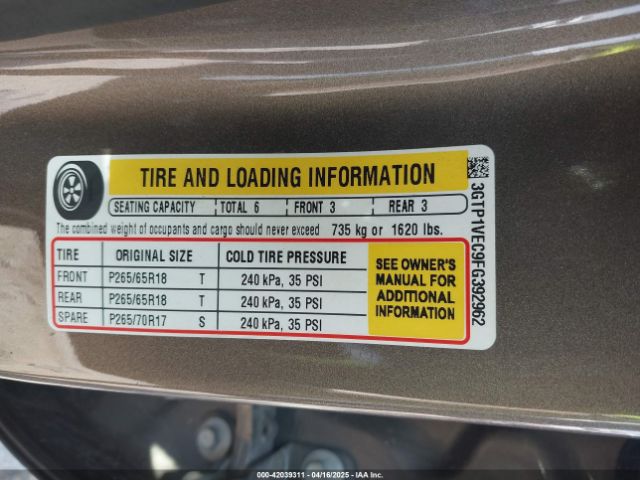 TIRE AND LOADING INFORMATION
SEATING CAPACITY TOTAL 6 FRONT 3 REAR 3
The combined weight of occupants and cargo should never exceed 735 kg or 1620 lbs.
TIRE ORIGINAL SIZE COLD TIRE PRESSURE
FRONT P265/65R18 T 240 kPa, 35 PSI
REAR P265/65R18 T 240 kPa, 35 PSI
SPARE P265/70R17 S 240 kPa, 35 PSI
SEE OWNER'S
MANUAL FOR
ADDITIONAL
INFORMATION
3GTP1VEC9FG392962
000-42039311 - 04/16/2025 - IAAI.COM